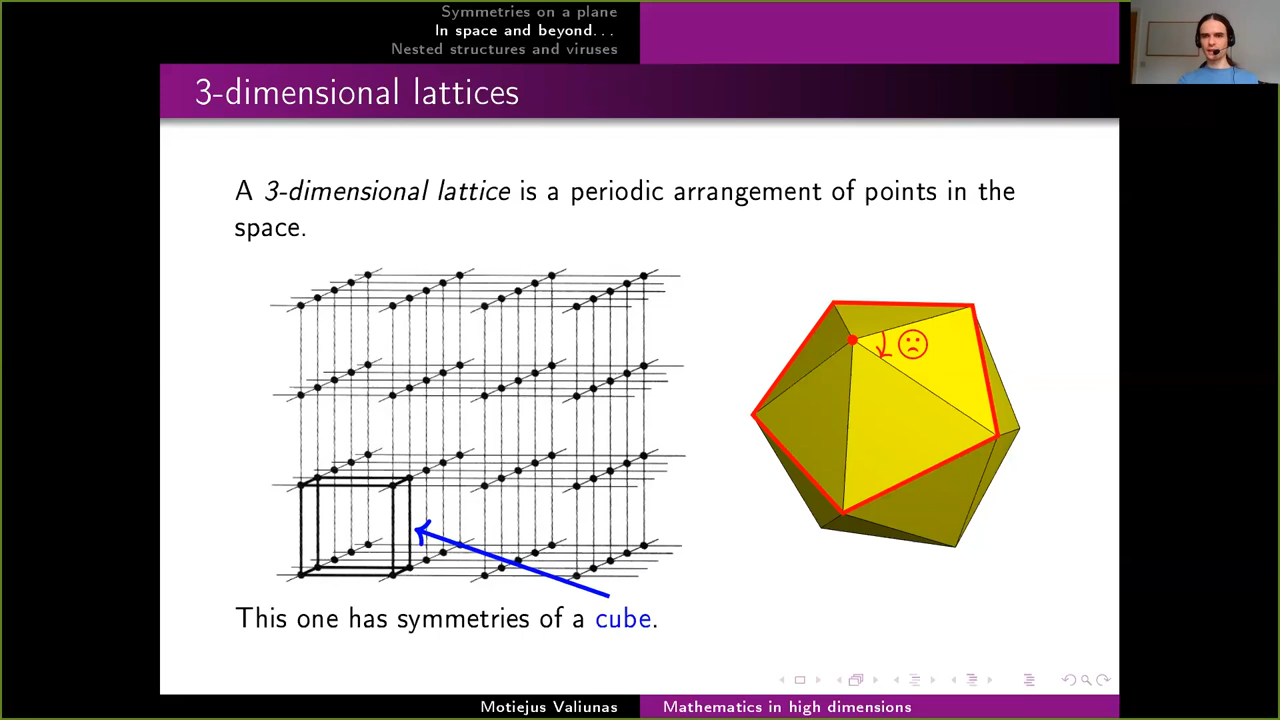 Symmetries on a plane
In space and beyond...
Nested structures and viruses
3-dimensional lattices
A 3-dimensional lattice is a periodic arrangement of points in the
space.
This one has symmetries of a cube.
Motiejus Valiunas
Mathematics in high dimensions